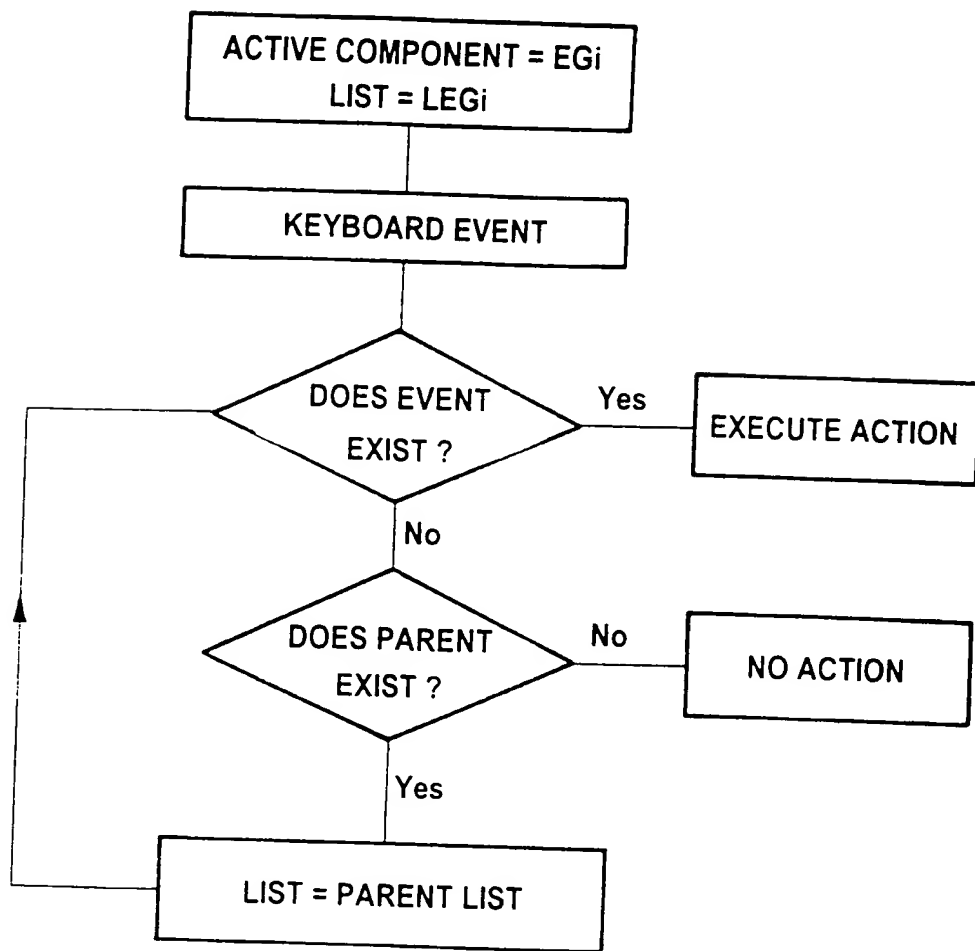 ACTIVE COMPONENT = EGi
LIST = LEGi
KEYBOARD EVENT
DOES EVENT
EXIST ?
Yes
EXECUTE ACTION
No
DOES PARENT
EXIST ?
No
NO ACTION
Yes
LIST = PARENT LIST